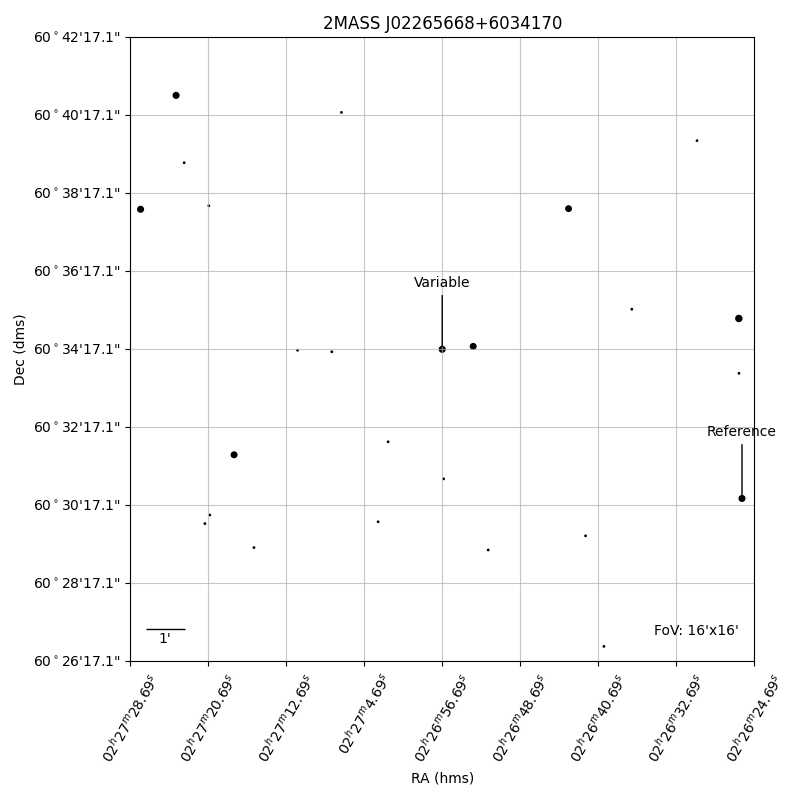 2MASS J02265668+6034170
60°42'17.1"
60°40'17.1"
60°38'17.1"
60°36'17.1"
60°34'17.1"
60°32'17.1"
60°30'17.1"
60°28'17.1"
60°26'17.1"
Dec (dms)
Variable
Reference
1'
FoV: 16'x16'
02ʰ27ᵐ28.69ˢ
02ʰ27ᵐ20.69ˢ
02ʰ27ᵐ12.69ˢ
02ʰ27ᵐ4.69ˢ
02ʰ26ᵐ56.69ˢ
02ʰ26ᵐ48.69ˢ
02ʰ26ᵐ40.69ˢ
02ʰ26ᵐ32.69ˢ
02ʰ26ᵐ24.69ˢ
RA (hms)